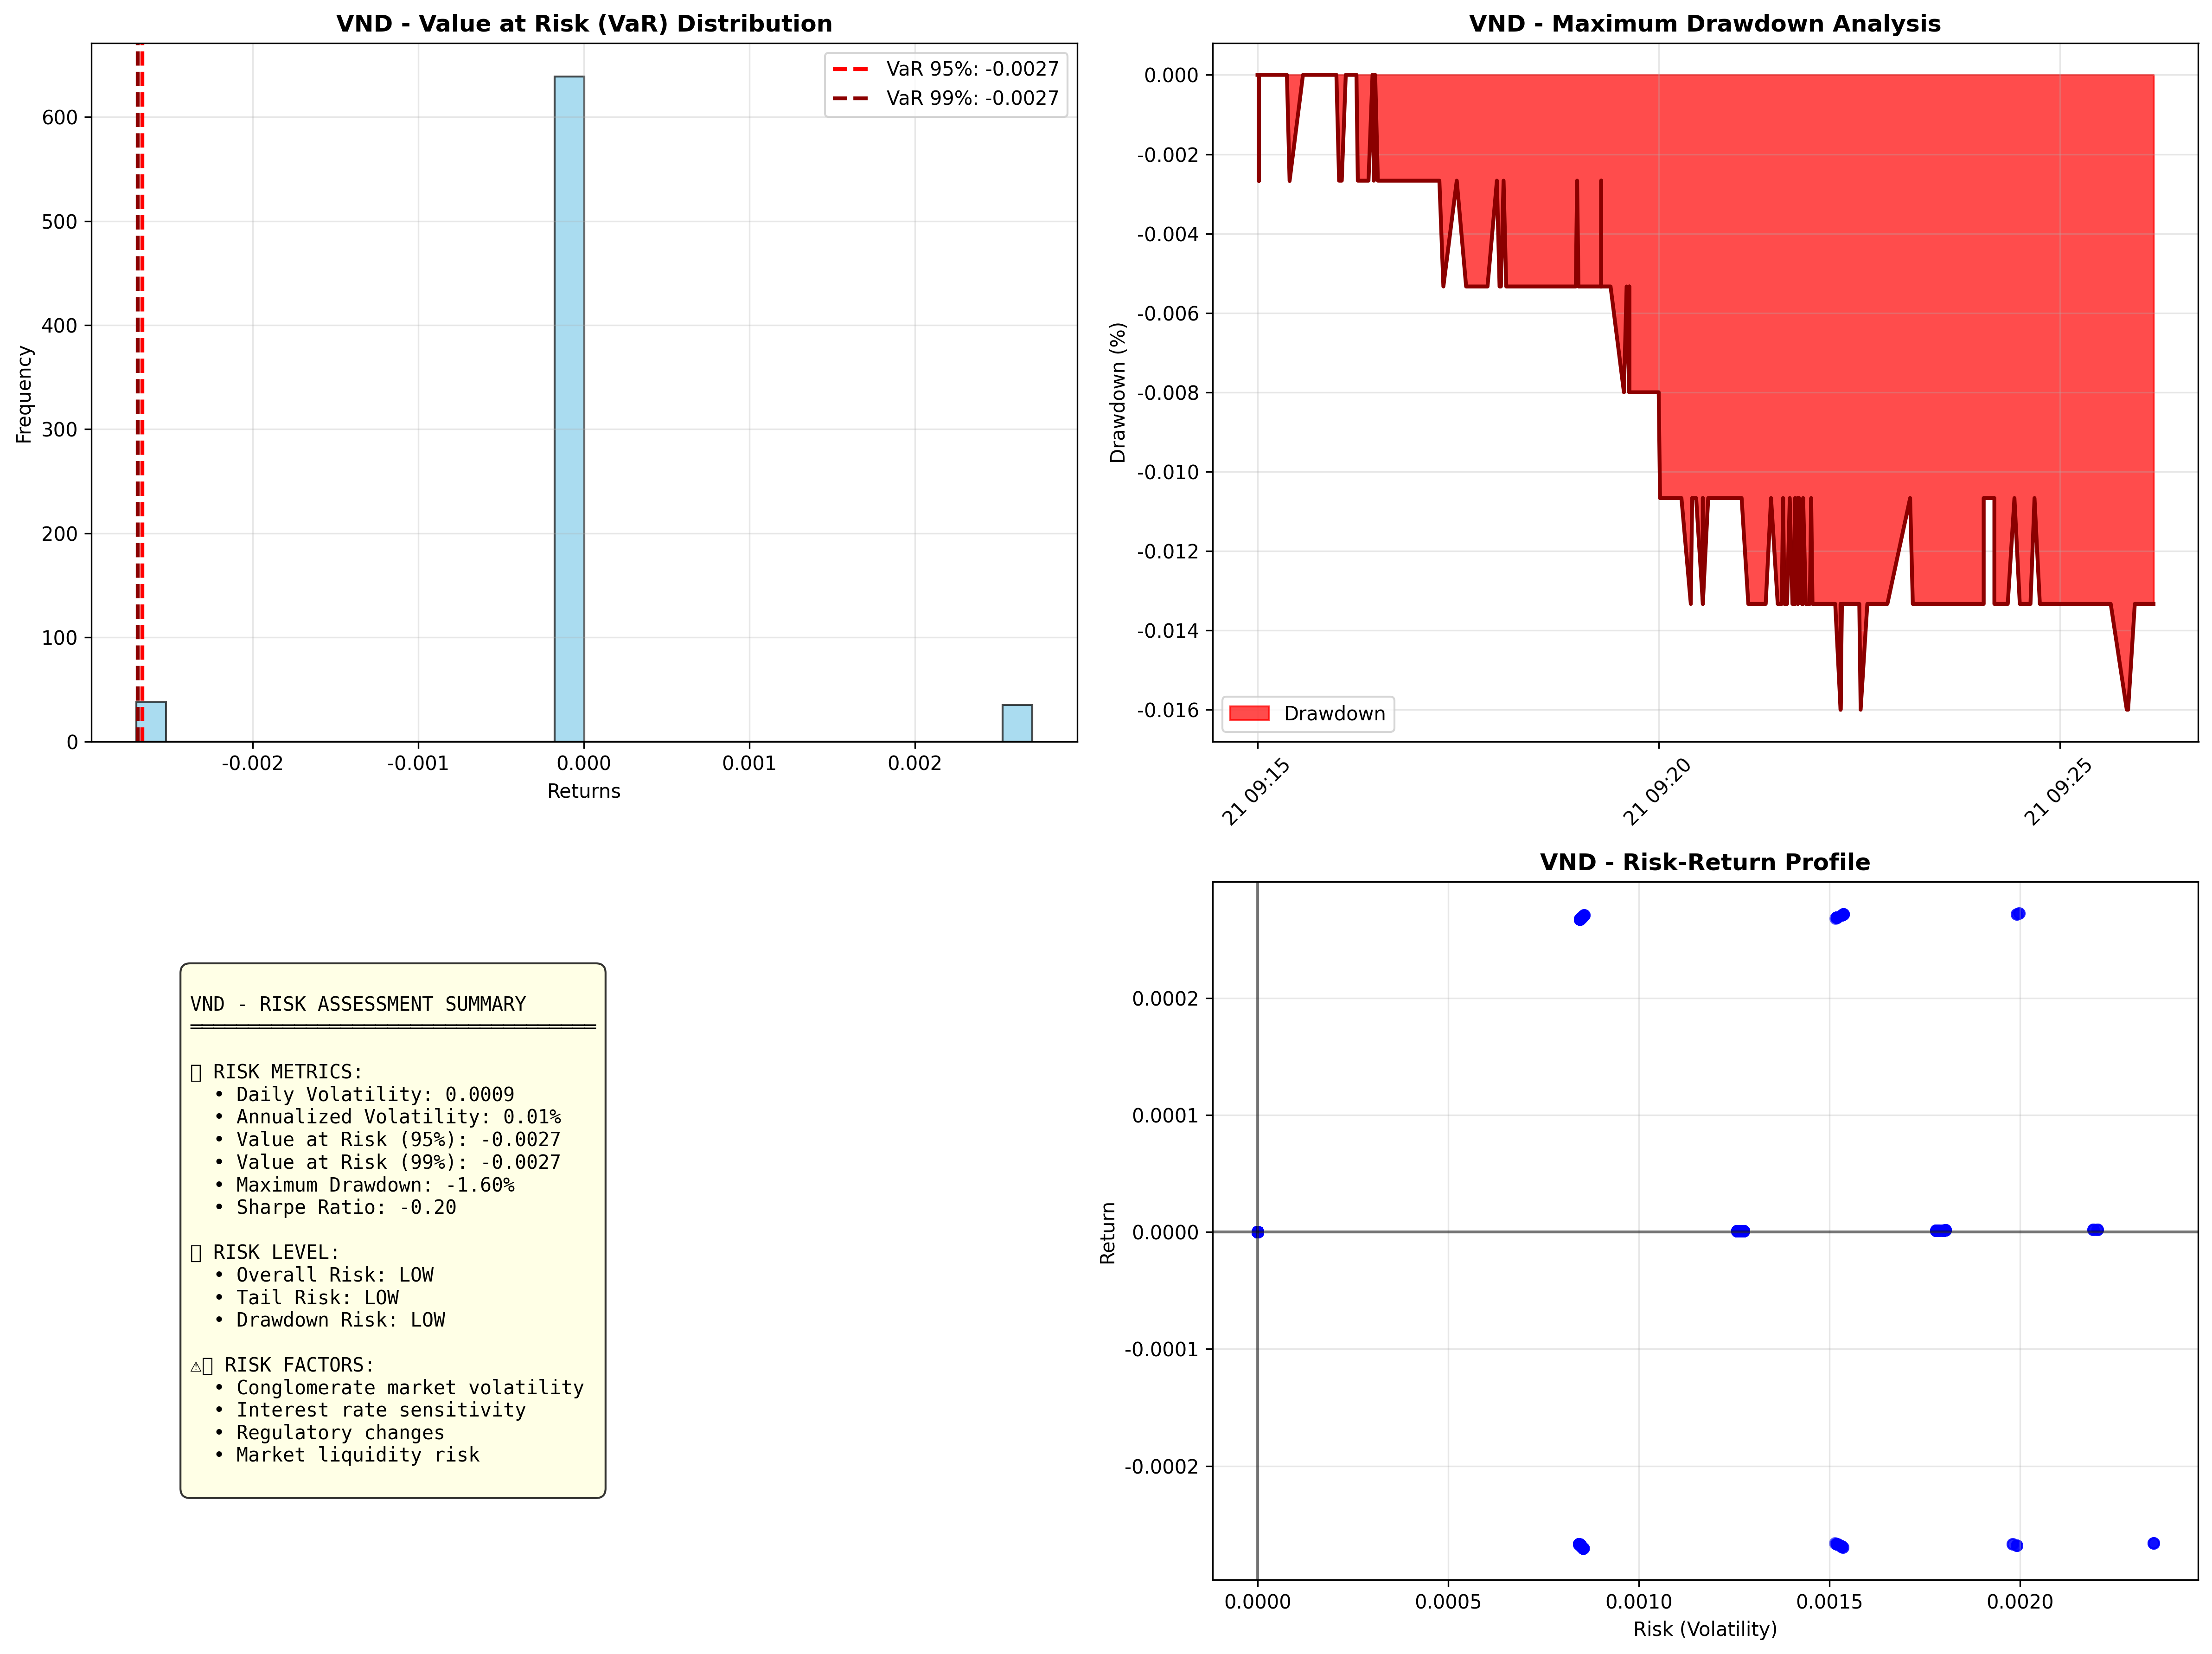 VND - Value at Risk (VaR) Distribution
VaR 95%: -0.0027
VaR 99%: -0.0027
Frequency
600
500
400
300
200
100
0
-0.002
-0.001
0.000
0.001
0.002
Returns
VND - Maximum Drawdown Analysis
Drawdown (%)
0.000
-0.002
-0.004
-0.006
-0.008
-0.010
-0.012
-0.014
-0.016
Drawdown
21 09:15
21 09:20
21 09:25
VND - RISK ASSESSMENT SUMMARY
RISK METRICS:
• Daily Volatility: 0.0009
• Annualized Volatility: 0.01%
• Value at Risk (95%): -0.0027
• Value at Risk (99%): -0.0027
• Maximum Drawdown: -1.60%
• Sharpe Ratio: -0.20
RISK LEVEL:
• Overall Risk: LOW
• Tail Risk: LOW
• Drawdown Risk: LOW
⚠ RISK FACTORS:
• Conglomerate market volatility
• Interest rate sensitivity
• Regulatory changes
• Market liquidity risk
VND - Risk-Return Profile
Return
0.0002
0.0001
0.0000
-0.0001
-0.0002
0.0000
0.0005
0.0010
0.0015
0.0020
Risk (Volatility)